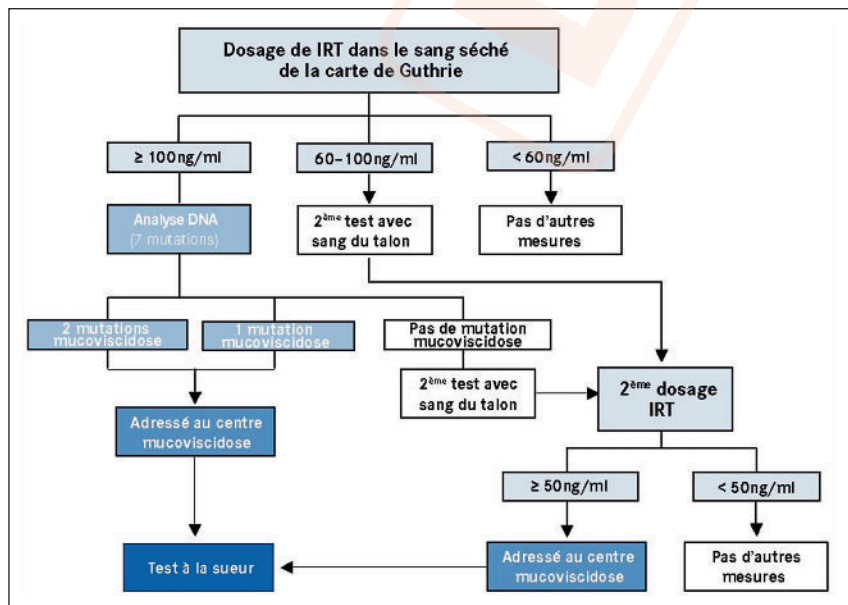 Dosage de IRT dans le sang séché
de la carte de Guthrie
≥ 100ng/ml
60–100ng/ml
< 60ng/ml
Analyse DNA
(7 mutations)
2ème test avec
sang du talon
Pas d'autres
mesures
2 mutations
mucoviscidose
1 mutation
mucoviscidose
Pas de mutation
mucoviscidose
2ème test avec
sang du talon
2ème dosage
IRT
Adressé au centre
mucoviscidose
≥ 50ng/ml
< 50ng/ml
Test à la sueur
Adressé au centre
mucoviscidose
Pas d'autres
mesures